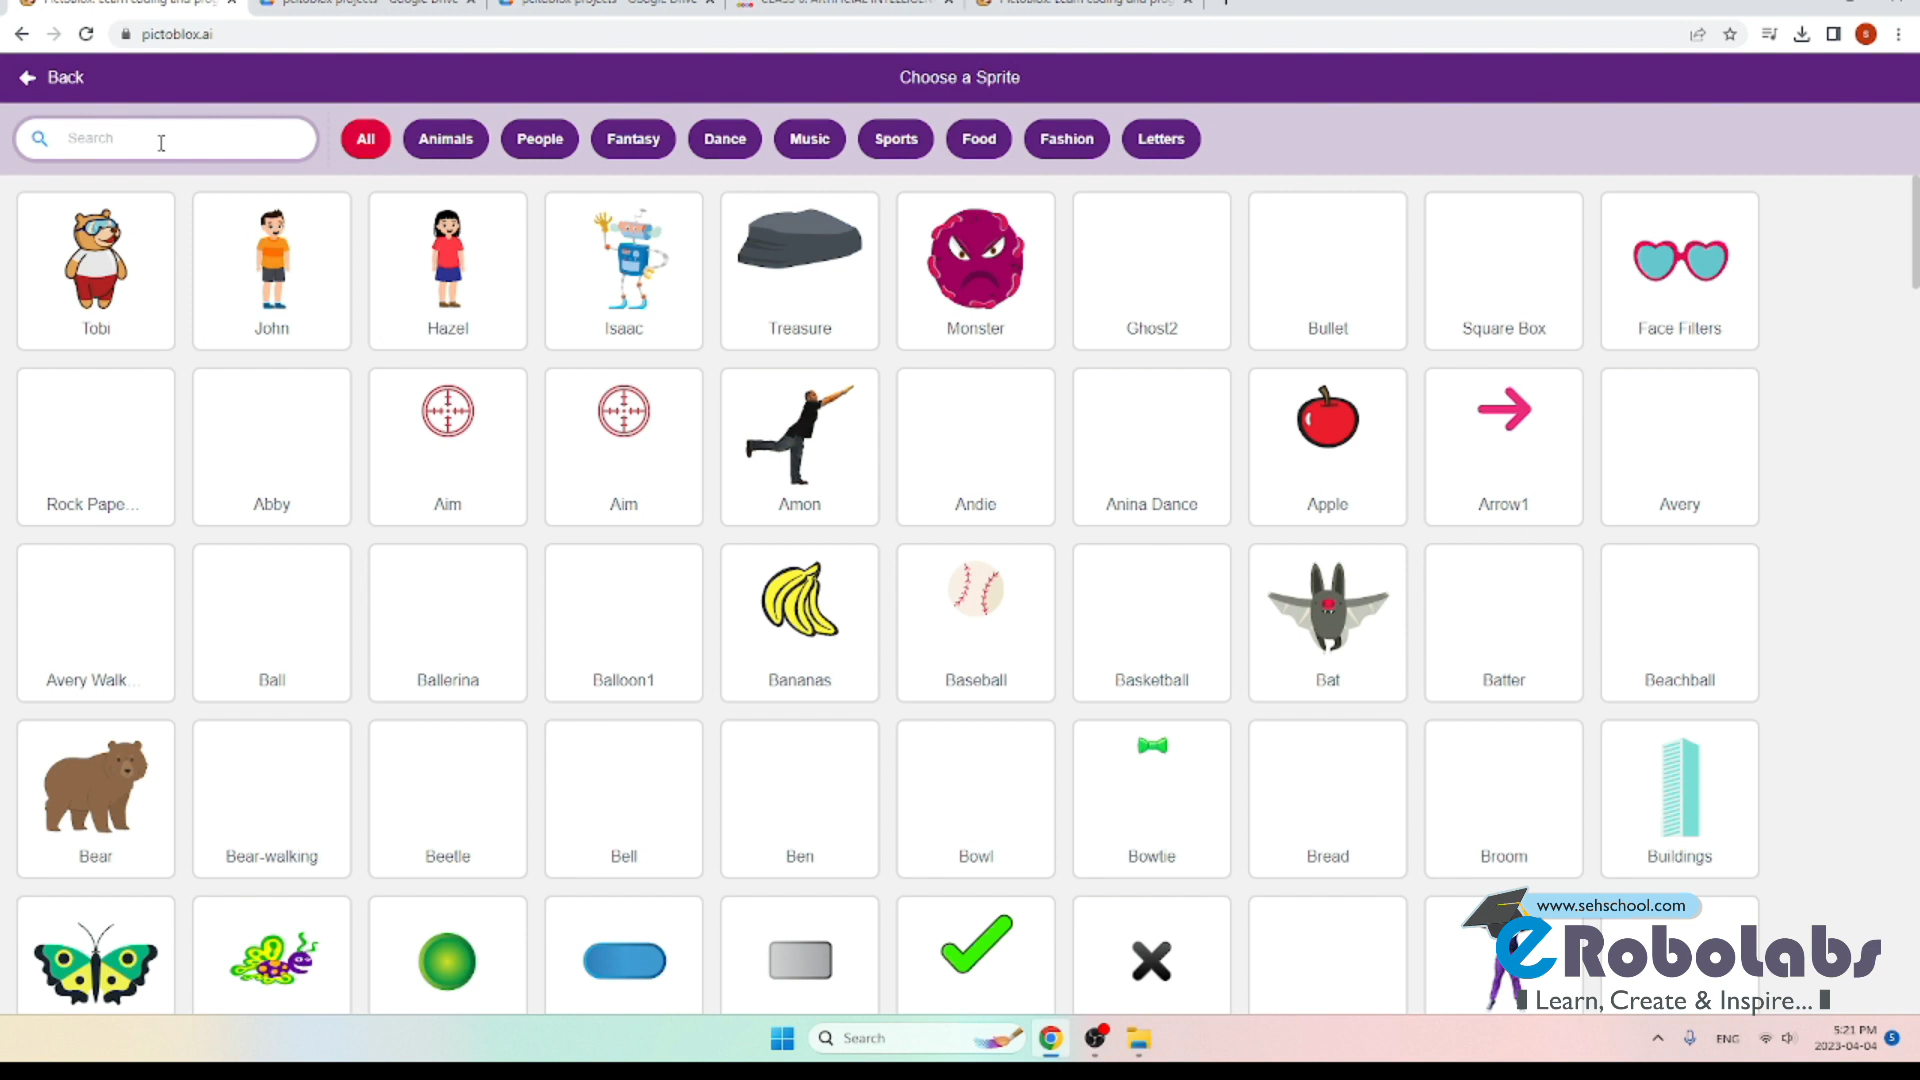 pictoblox.ai
Back
Choose a Sprite
Search
All
Animals
People
Fantasy
Dance
Music
Sports
Food
Fashion
Letters
Tobi
John
Hazel
Isaac
Treasure
Monster
Ghost2
Bullet
Square Box
Face Filters
Rock Pape...
Abby
Aim
Aim
Amon
Andie
Anina Dance
Apple
Arrow1
Avery
Avery Walk...
Ball
Ballerina
Balloon1
Bananas
Baseball
Basketball
Bat
Batter
Beachball
Bear
Bear-walking
Beetle
Bell
Ben
Bowl
Bowtie
Bread
Broom
Buildings
www.sehschool.com
eRoboLabs
Learn, Create & Inspire...
Search
ENG
5:21 PM
2023-04-04